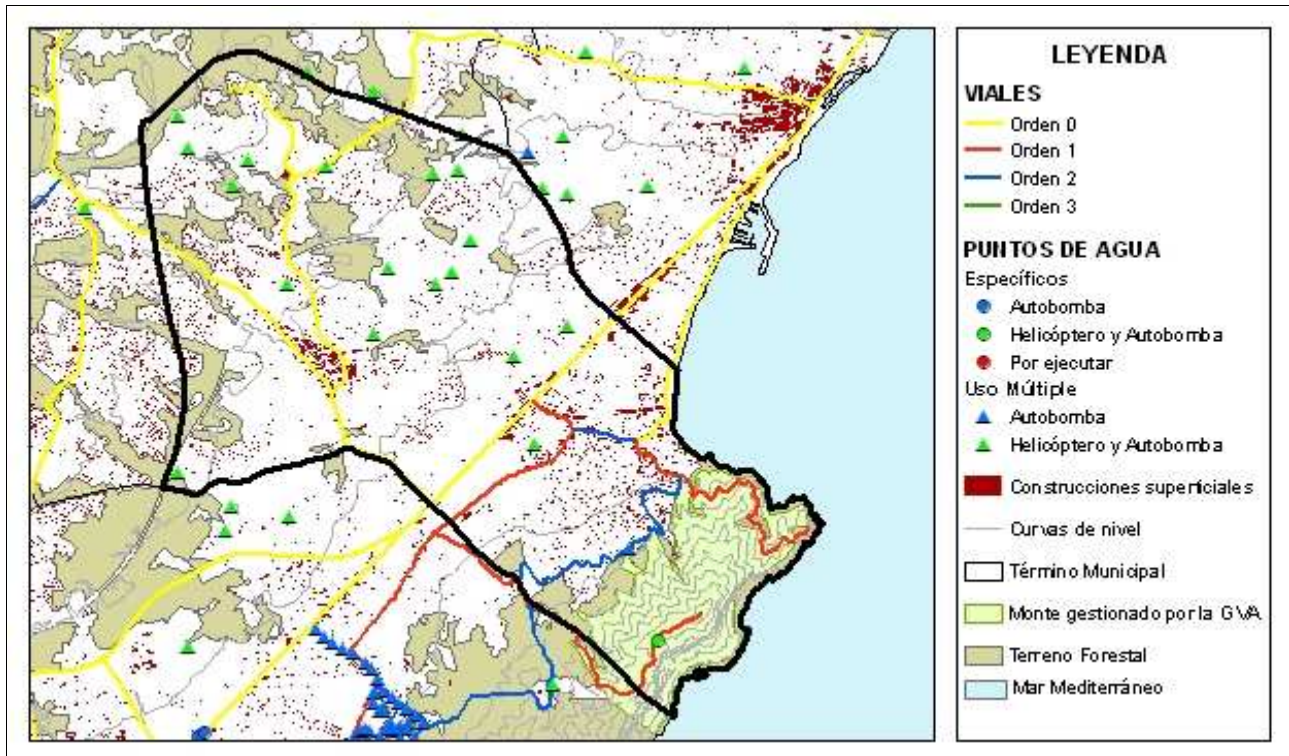 LEYENDA
VIALES
Orden 0
Orden 1
Orden 2
Orden 3
PUNTOS DE AGUA
Específicos
Autobomba
Helicóptero y Autobomba
Por ejecutar
Uso Múltiple
Autobomba
Helicóptero y Autobomba
Construcciones superficiales
Curvas de nivel
Término Municipal
Monte gestionado por la GVA
Terreno Forestal
Mar Mediterráneo